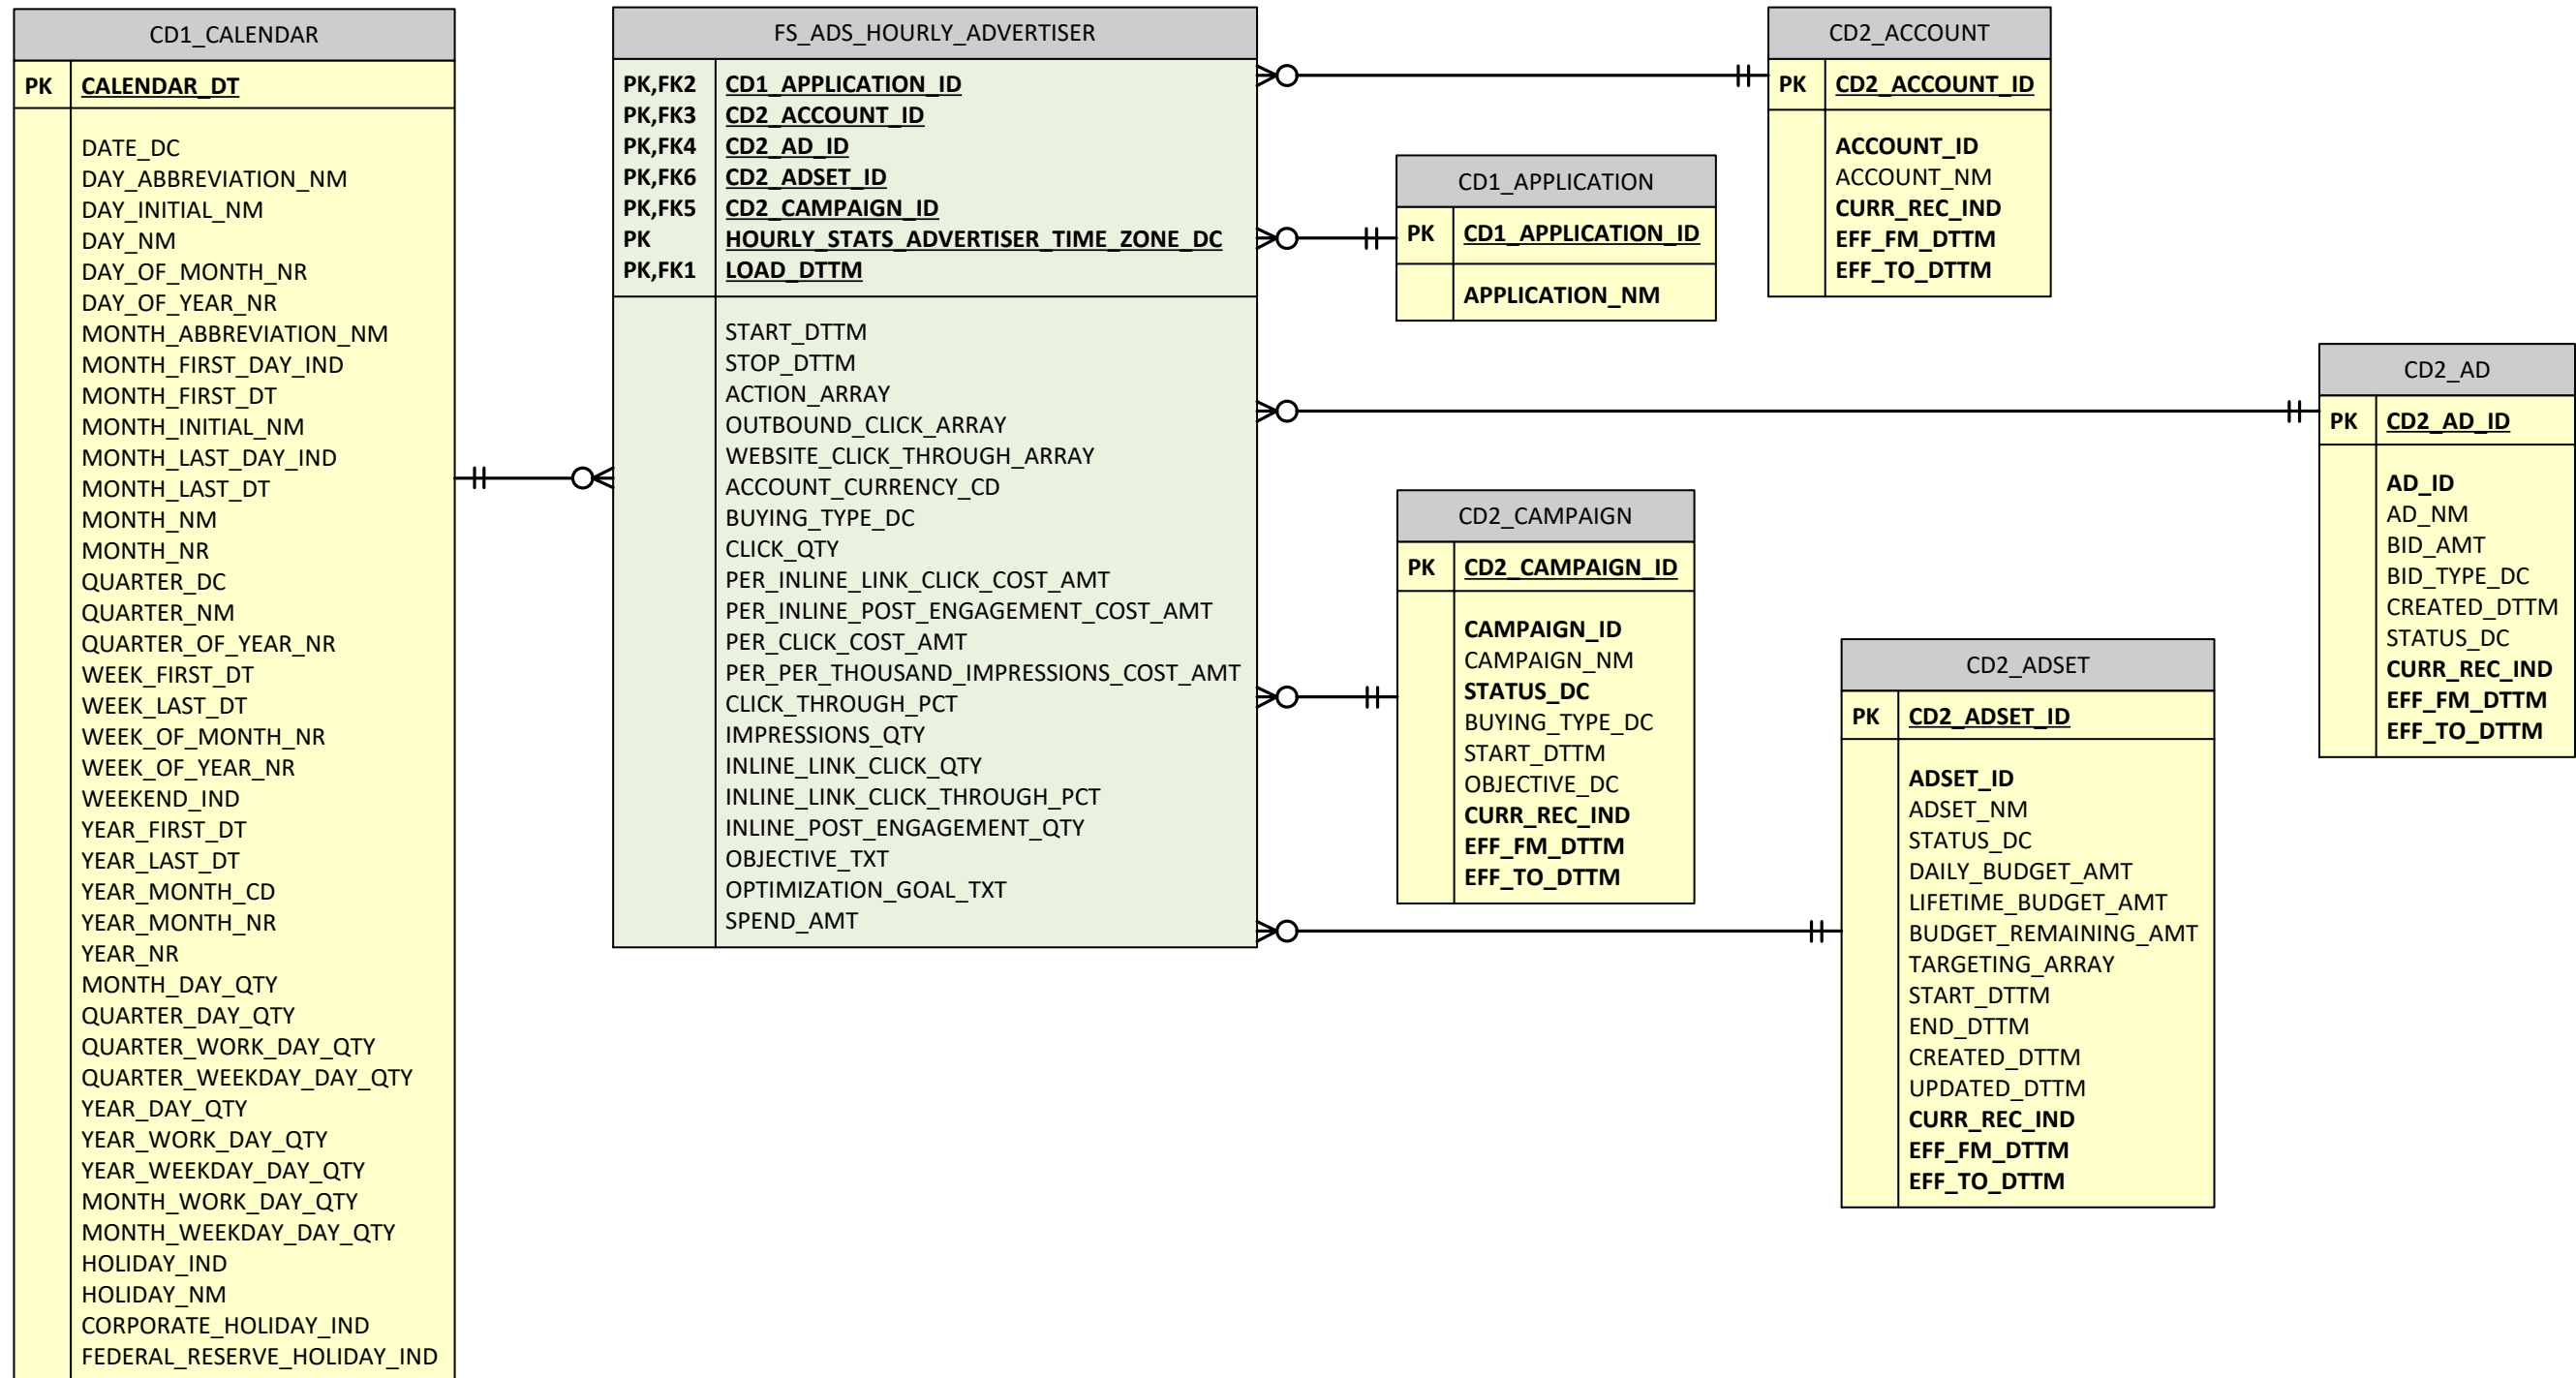 CD1_CALENDAR
PK CALENDAR_DT
DATE_DC
DAY_ABBREVIATION_NM
DAY_INITIAL_NM
DAY_NM
DAY_OF_MONTH_NR
DAY_OF_YEAR_NR
MONTH_ABBREVIATION_NM
MONTH_FIRST_DAY_IND
MONTH_FIRST_DT
MONTH_INITIAL_NM
MONTH_LAST_DAY_IND
MONTH_LAST_DT
MONTH_NM
MONTH_NR
QUARTER_DC
QUARTER_NM
QUARTER_OF_YEAR_NR
WEEK_FIRST_DT
WEEK_LAST_DT
WEEK_OF_MONTH_NR
WEEK_OF_YEAR_NR
WEEKEND_IND
YEAR_FIRST_DT
YEAR_LAST_DT
YEAR_MONTH_CD
YEAR_MONTH_NR
YEAR_NR
MONTH_DAY_QTY
QUARTER_DAY_QTY
QUARTER_WORK_DAY_QTY
QUARTER_WEEKDAY_DAY_QTY
YEAR_DAY_QTY
YEAR_WORK_DAY_QTY
YEAR_WEEKDAY_DAY_QTY
MONTH_WORK_DAY_QTY
MONTH_WEEKDAY_DAY_QTY
HOLIDAY_IND
HOLIDAY_NM
CORPORATE_HOLIDAY_IND
FEDERAL_RESERVE_HOLIDAY_IND
FS_ADS_HOURLY_ADVERTISER
PK,FK2 CD1_APPLICATION_ID
PK,FK3 CD2_ACCOUNT_ID
PK,FK4 CD2_AD_ID
PK,FK6 CD2_ADSET_ID
PK,FK5 CD2_CAMPAIGN_ID
PK HOURLY_STATS_ADVERTISER_TIME_ZONE_DC
PK,FK1 LOAD_DTTM
START_DTTM
STOP_DTTM
ACTION_ARRAY
OUTBOUND_CLICK_ARRAY
WEBSITE_CLICK_THROUGH_ARRAY
ACCOUNT_CURRENCY_CD
BUYING_TYPE_DC
CLICK_QTY
PER_INLINE_LINK_CLICK_COST_AMT
PER_INLINE_POST_ENGAGEMENT_COST_AMT
PER_CLICK_COST_AMT
PER_PER_THOUSAND_IMPRESSIONS_COST_AMT
CLICK_THROUGH_PCT
IMPRESSIONS_QTY
INLINE_LINK_CLICK_QTY
INLINE_LINK_CLICK_THROUGH_PCT
INLINE_POST_ENGAGEMENT_QTY
OBJECTIVE_TXT
OPTIMIZATION_GOAL_TXT
SPEND_AMT
CD2_ACCOUNT
PK CD2_ACCOUNT_ID
ACCOUNT_ID
ACCOUNT_NM
CURR_REC_IND
EFF_FM_DTTM
EFF_TO_DTTM
CD1_APPLICATION
PK CD1_APPLICATION_ID
APPLICATION_NM
CD2_AD
PK CD2_AD_ID
AD_ID
AD_NM
BID_AMT
BID_TYPE_DC
CREATED_DTTM
STATUS_DC
CURR_REC_IND
EFF_FM_DTTM
EFF_TO_DTTM
CD2_CAMPAIGN
PK CD2_CAMPAIGN_ID
CAMPAIGN_ID
CAMPAIGN_NM
STATUS_DC
BUYING_TYPE_DC
START_DTTM
OBJECTIVE_DC
CURR_REC_IND
EFF_FM_DTTM
EFF_TO_DTTM
CD2_ADSET
PK CD2_ADSET_ID
ADSET_ID
ADSET_NM
STATUS_DC
DAILY_BUDGET_AMT
LIFETIME_BUDGET_AMT
BUDGET_REMAINING_AMT
TARGETING_ARRAY
START_DTTM
END_DTTM
CREATED_DTTM
UPDATED_DTTM
CURR_REC_IND
EFF_FM_DTTM
EFF_TO_DTTM